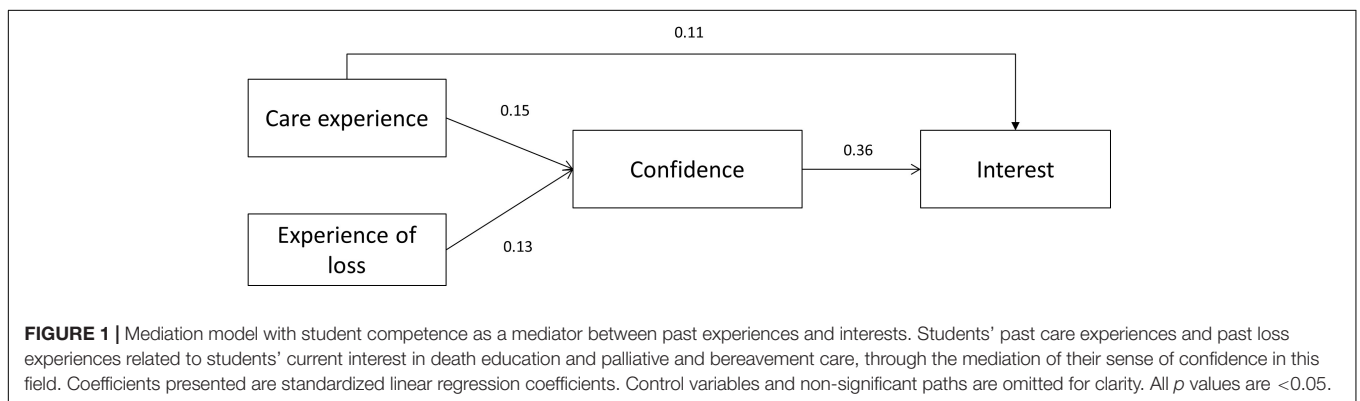 0.11
Care experience
0.15
Confidence
0.36
Interest
Experience of
loss
0.13
FIGURE 1 | Mediation model with student competence as a mediator between past experiences and interests. Students’ past care experiences and past loss
experiences related to students’ current interest in death education and palliative and bereavement care, through the mediation of their sense of confidence in this
field. Coefficients presented are standardized linear regression coefficients. Control variables and non-significant paths are omitted for clarity. All p values are <0.05.